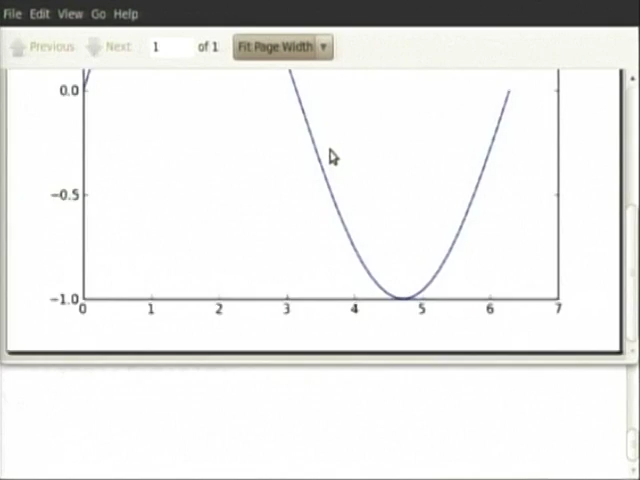 File Edit View Go Help
Previous Next 1 of 1 Fit Page Width
0.0
−0.5
−1.0
0 1 2 3 4 5 6 7